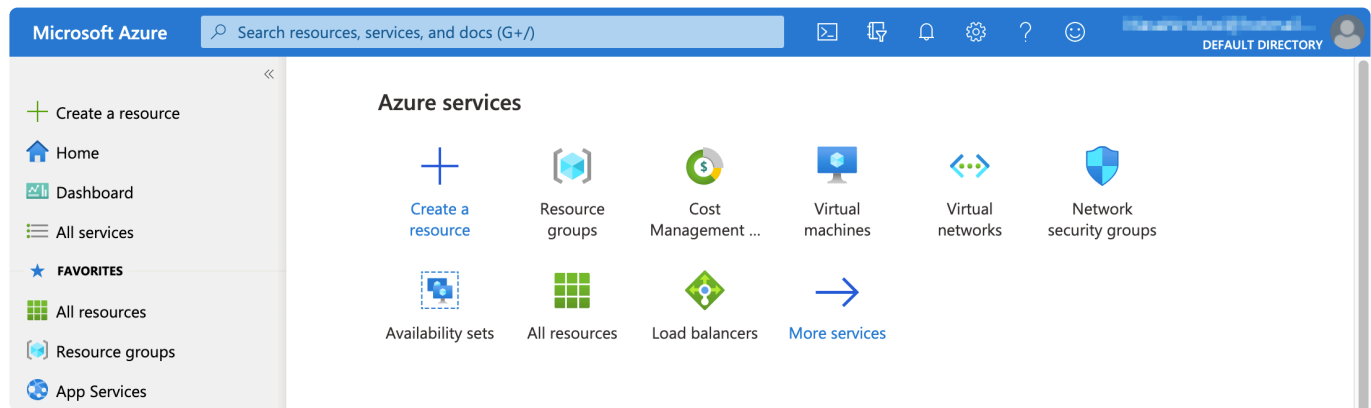 Microsoft Azure
Search resources, services, and docs (G+/)
DEFAULT DIRECTORY
Create a resource
Home
Dashboard
All services
FAVORITES
All resources
Resource groups
App Services
Azure services
Create a
resource
Resource
groups
Cost
Management ...
Virtual
machines
Virtual
networks
Network
security groups
Availability sets
All resources
Load balancers
More services